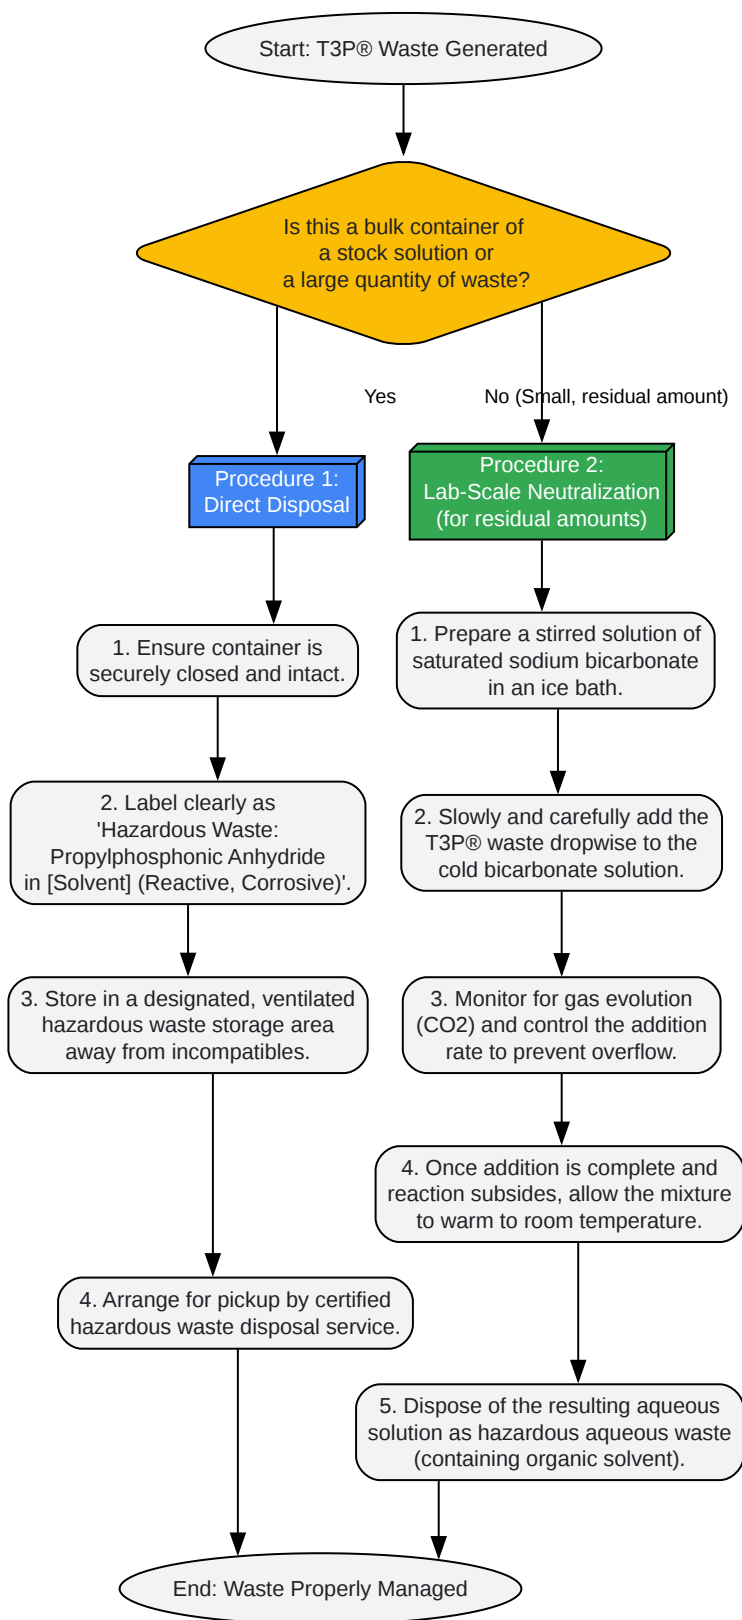 Start: T3P® Waste Generated
Is this a bulk container of
a stock solution or
a large quantity of waste?
Yes
No (Small, residual amount)
Procedure 1:
Direct Disposal
Procedure 2:
Lab-Scale Neutralization
(for residual amounts)
1. Ensure container is
securely closed and intact.
1. Prepare a stirred solution of
saturated sodium bicarbonate
in an ice bath.
2. Label clearly as
'Hazardous Waste:
Propylphosphonic Anhydride
in [Solvent] (Reactive, Corrosive)'.
2. Slowly and carefully add the
T3P® waste dropwise to the
cold bicarbonate solution.
3. Store in a designated, ventilated
hazardous waste storage area
away from incompatibles.
3. Monitor for gas evolution
(CO2) and control the addition
rate to prevent overflow.
4. Once addition is complete and
reaction subsides, allow the mixture
to warm to room temperature.
4. Arrange for pickup by certified
hazardous waste disposal service.
5. Dispose of the resulting aqueous
solution as hazardous aqueous waste
(containing organic solvent).
End: Waste Properly Managed